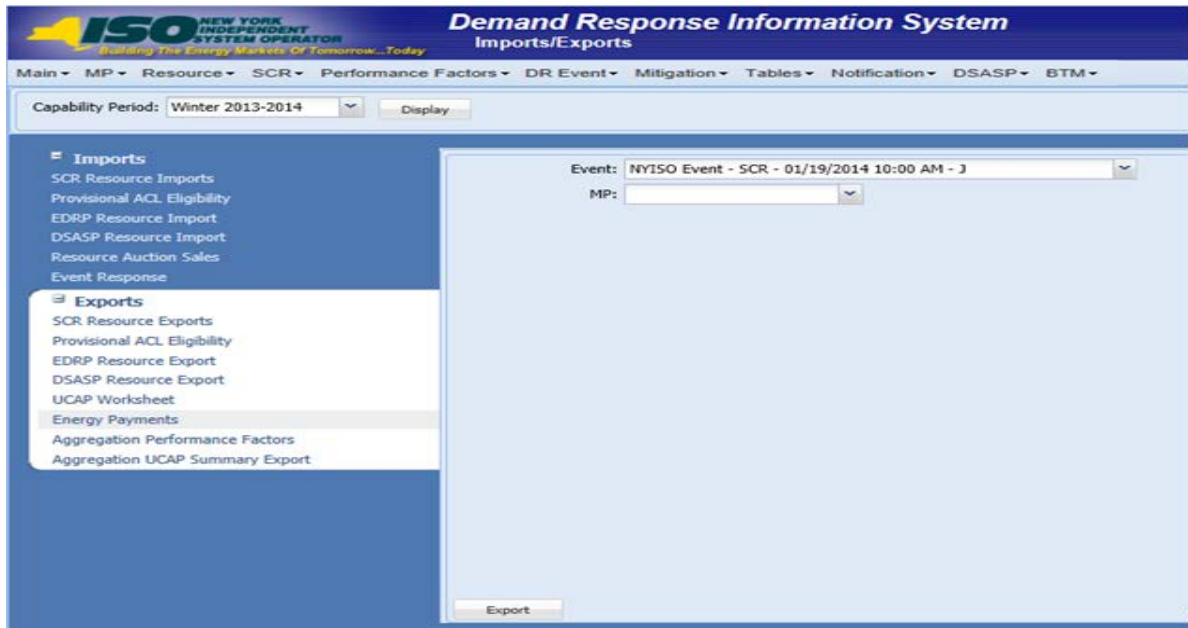 ISO NEW YORK INDEPENDENT SYSTEM OPERATOR
Building The Energy Markets Of Tomorrow...Today
Demand Response Information System
Imports/Exports
Main MP Resource SCR Performance Factors DR Event Mitigation Tables Notification DSASP BTM
Capability Period: Winter 2013-2014 Display
Imports
SCR Resource Imports
Provisional ACL Eligibility
EDRP Resource Import
DSASP Resource Import
Resource Auction Sales
Event Response
Exports
SCR Resource Exports
Provisional ACL Eligibility
EDRP Resource Export
DSASP Resource Export
UCAP Worksheet
Energy Payments
Aggregation Performance Factors
Aggregation UCAP Summary Export
Event: NYISO Event - SCR - 01/19/2014 10:00 AM - J
MP:
Export